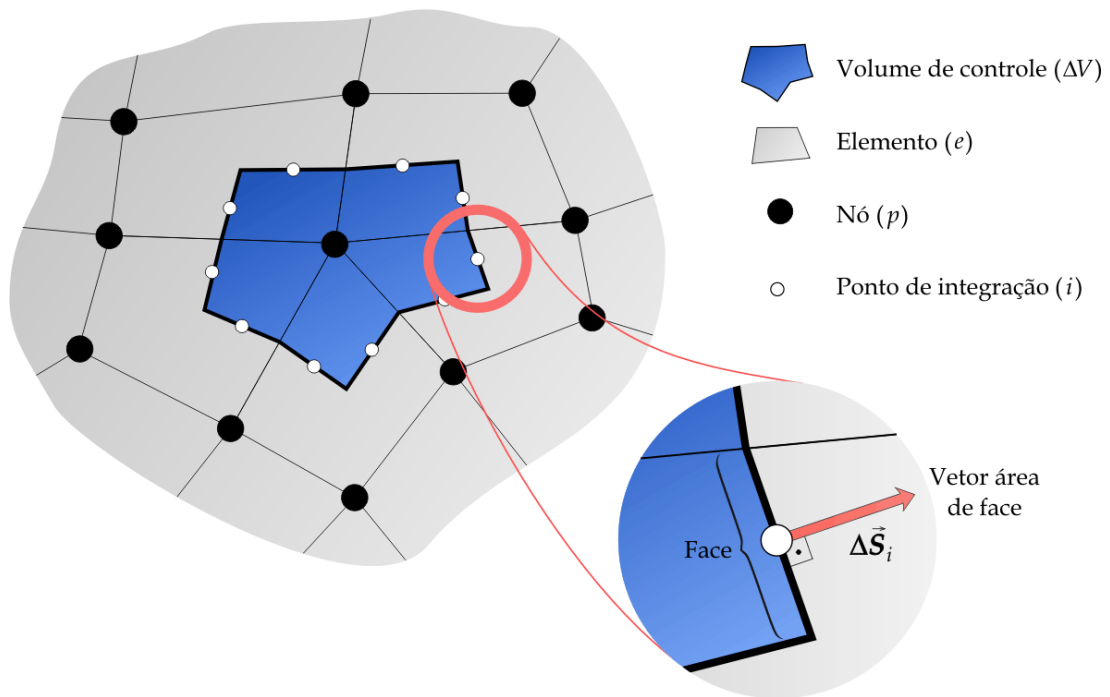 Volume de controle (ΔV)
Elemento (e)
Nó (p)
Ponto de integração (i)
Vetor área
de face
Face
ΔS⃗ᵢ